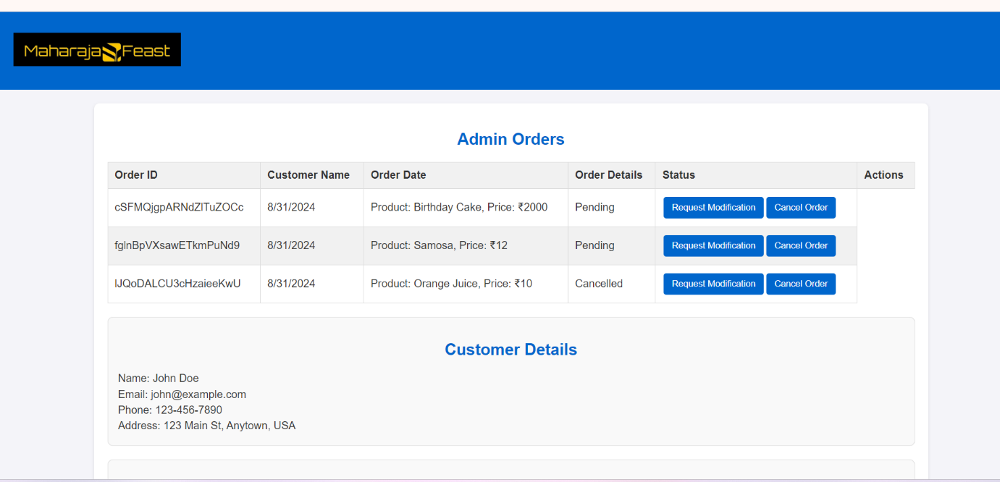 Maharaja Feast
Admin Orders
Order ID Customer Name Order Date Order Details Status Actions
cSFMQjgpARNdZlTuZOCc 8/31/2024 Product: Birthday Cake, Price: ₹2000 Pending Request Modification Cancel Order
fglnBpVXsawETkmPuNd9 8/31/2024 Product: Samosa, Price: ₹12 Pending Request Modification Cancel Order
lJQoDALCU3cHzaieeKwU 8/31/2024 Product: Orange Juice, Price: ₹10 Cancelled Request Modification Cancel Order
Customer Details
Name: John Doe
Email: john@example.com
Phone: 123-456-7890
Address: 123 Main St, Anytown, USA